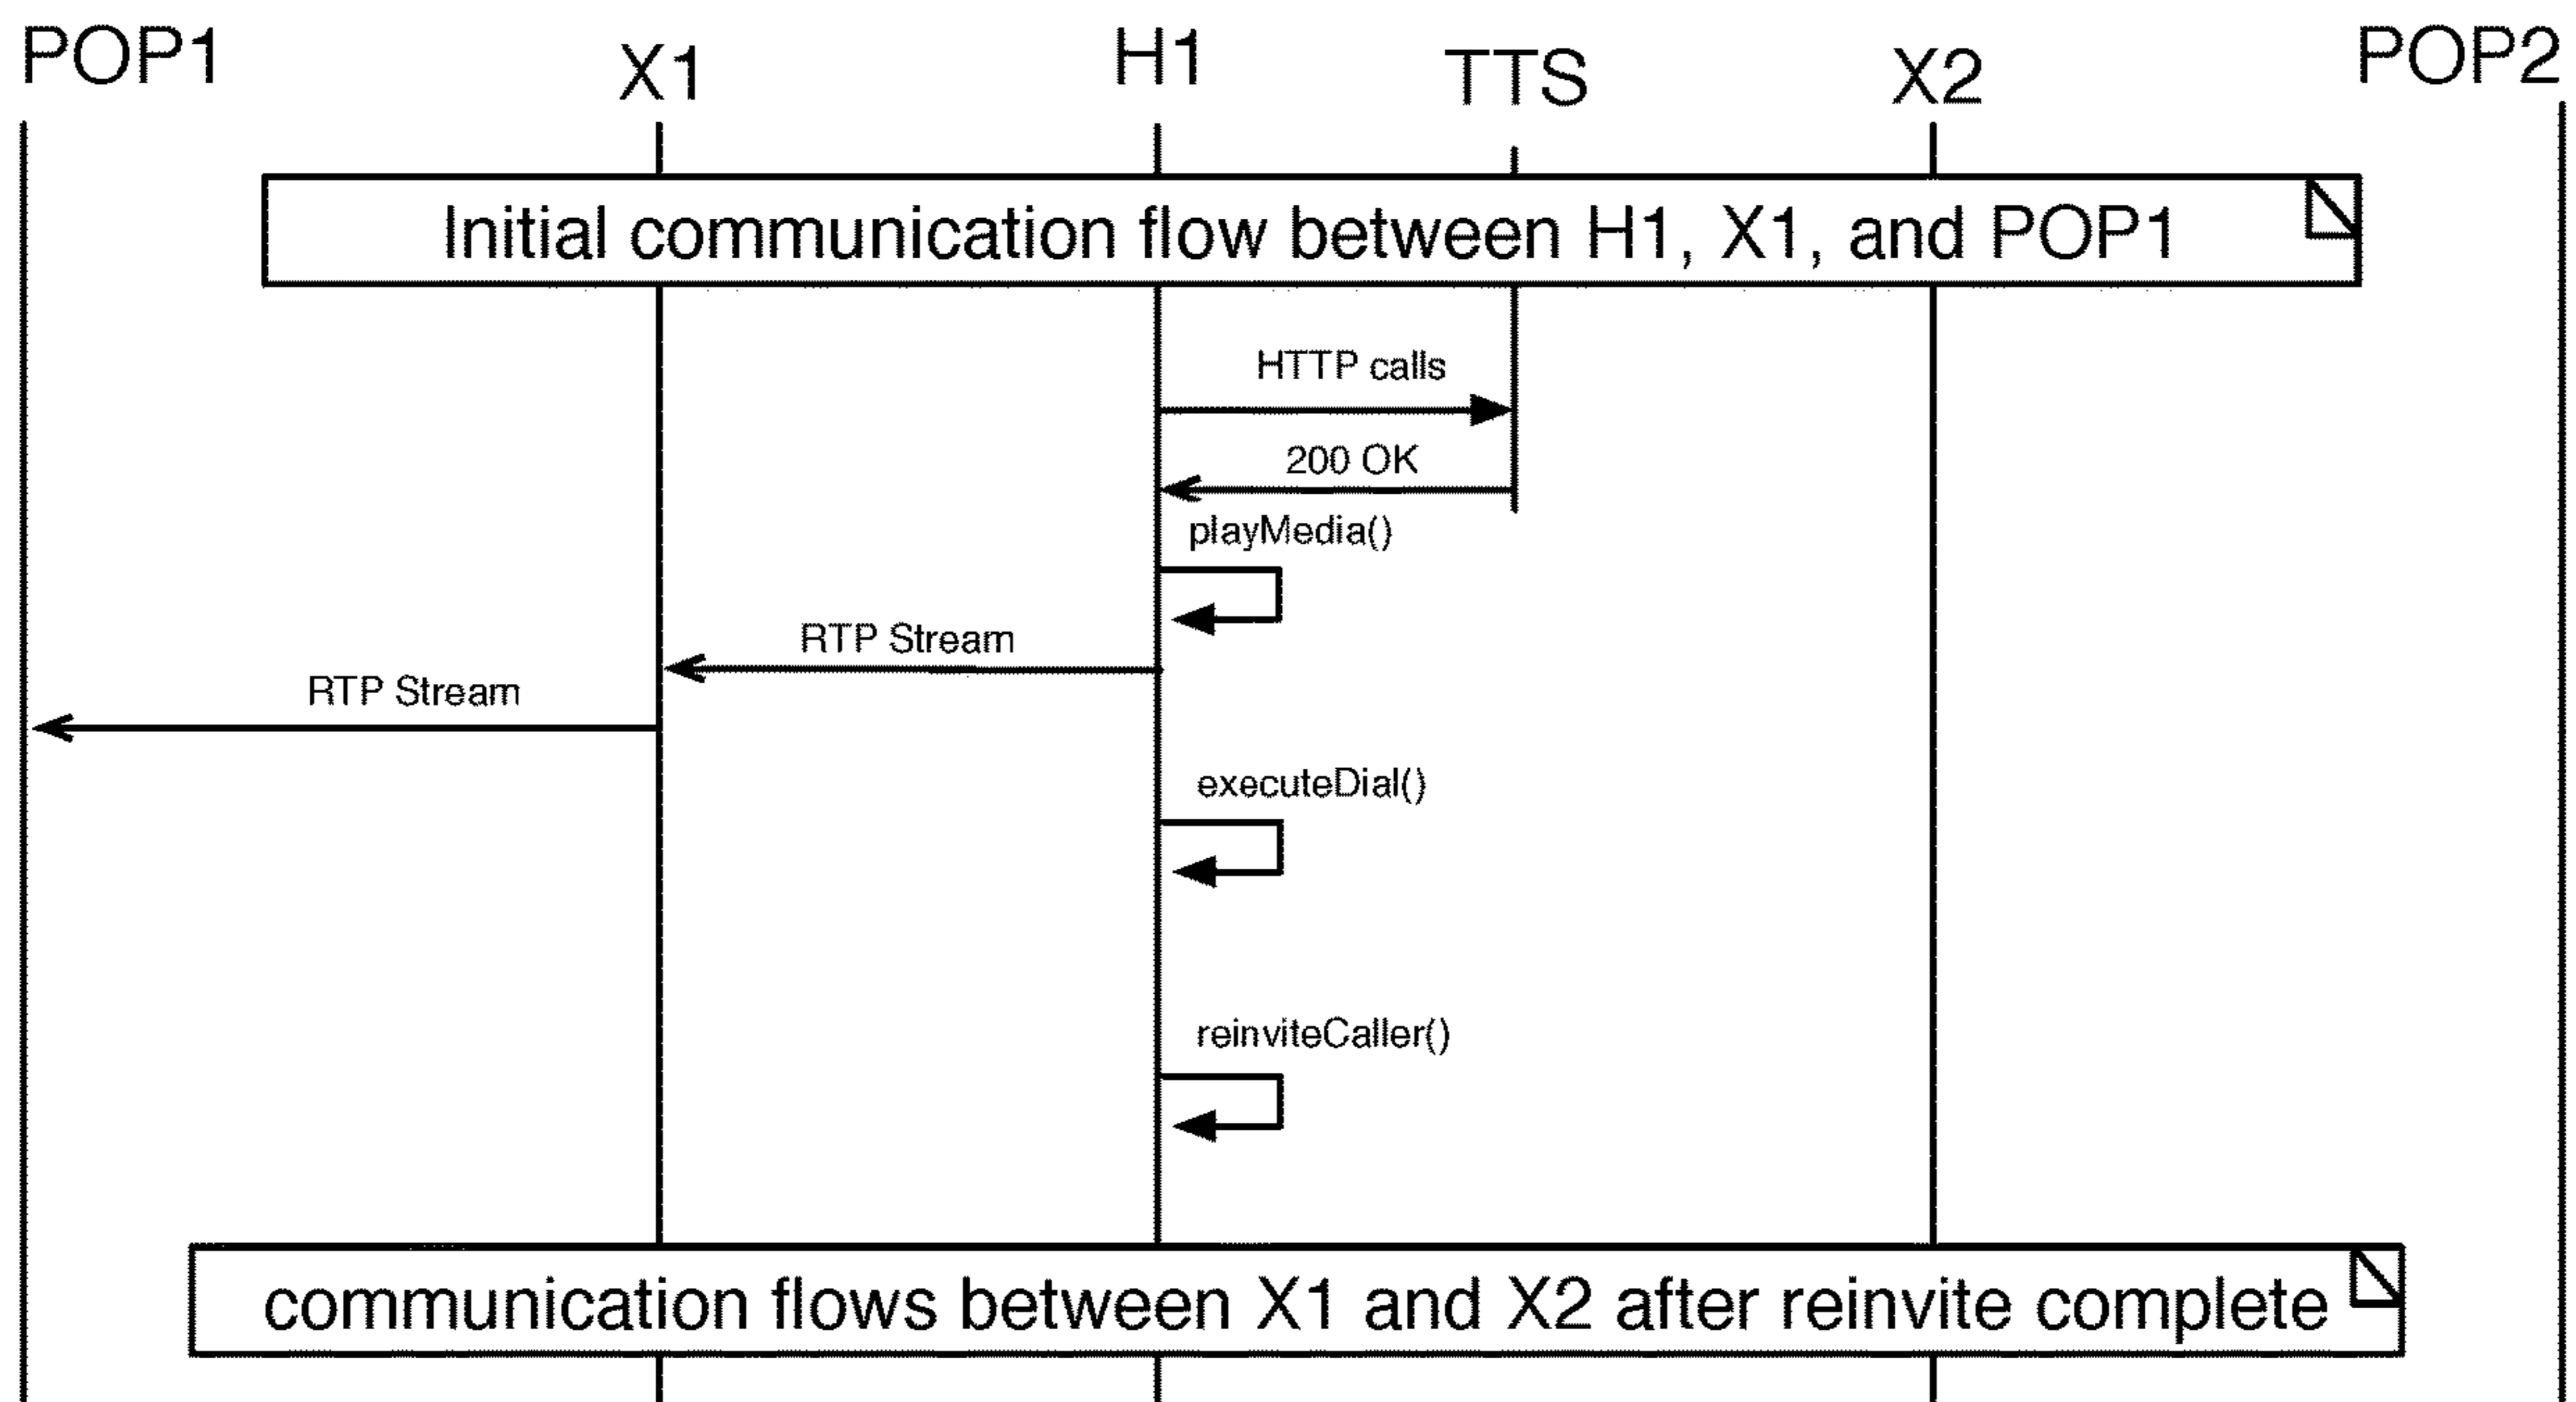 POP1
X1
H1
TTS
X2
POP2
Initial communication flow between H1, X1, and POP1
HTTP calls
200 OK
playMedia()
RTP Stream
RTP Stream
executeDial()
reinviteCaller()
communication flows between X1 and X2 after reinvite complete